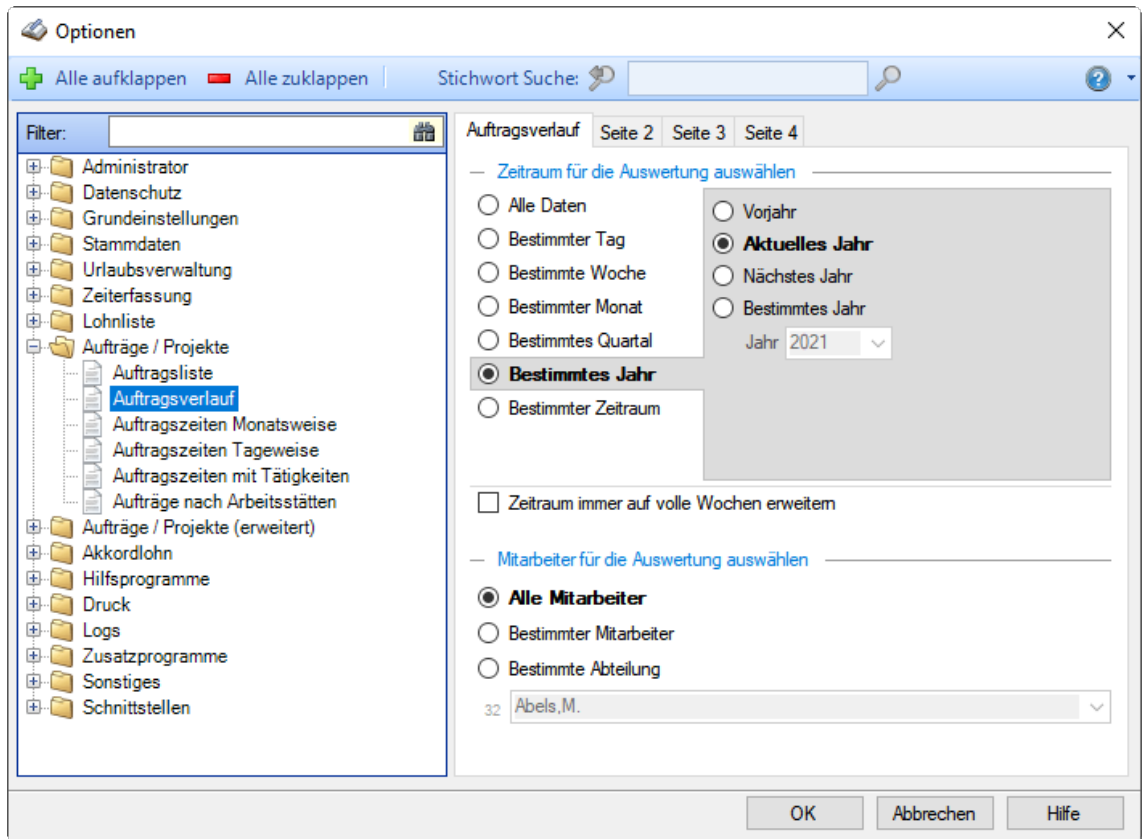 Optionen
Alle aufklappen Alle zuklappen Stichwort Suche:
Filter:
Administrator
Datenschutz
Grundeinstellungen
Stammdaten
Urlaubsverwaltung
Zeiterfassung
Lohnliste
Aufträge / Projekte
Auftragsliste
Auftragsverlauf
Auftragszeiten Monatsweise
Auftragszeiten Tageweise
Auftragszeiten mit Tätigkeiten
Aufträge nach Arbeitsstätten
Aufträge / Projekte (erweitert)
Akkordlohn
Hilfsprogramme
Druck
Logs
Zusatzprogramme
Sonstiges
Schnittstellen
Auftragsverlauf Seite 2 Seite 3 Seite 4
Zeitraum für die Auswertung auswählen
Alle Daten
Bestimmter Tag
Bestimmte Woche
Bestimmter Monat
Bestimmtes Quartal
Bestimmtes Jahr
Bestimmter Zeitraum
Vorjahr
Aktuelles Jahr
Nächstes Jahr
Bestimmtes Jahr
Jahr 2021
Zeitraum immer auf volle Wochen erweitern
Mitarbeiter für die Auswertung auswählen
Alle Mitarbeiter
Bestimmter Mitarbeiter
Bestimmte Abteilung
32 Abels,M.
OK Abbrechen Hilfe